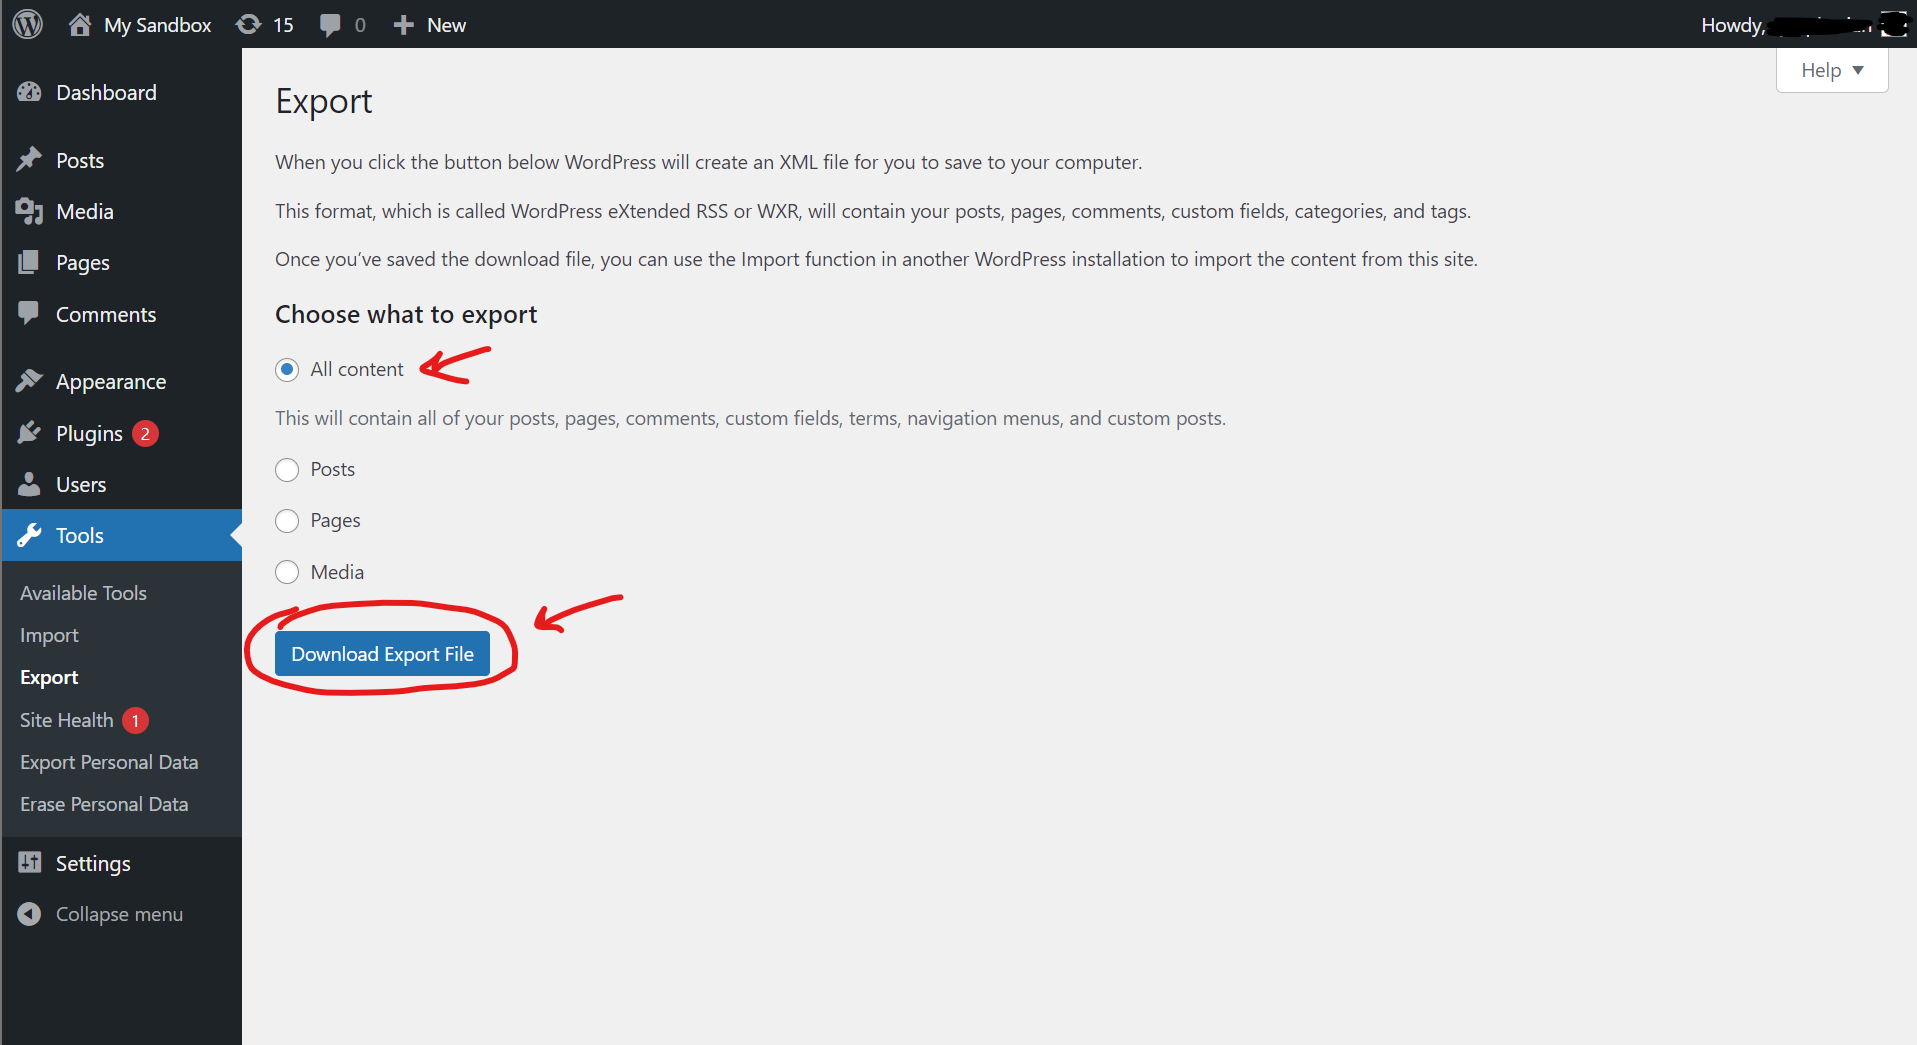 My Sandbox 15 0 New Howdy,
Help
Dashboard
Posts
Media
Pages
Comments
Appearance
Plugins 2
Users
Tools
Available Tools
Import
Export
Site Health 1
Export Personal Data
Erase Personal Data
Settings
Collapse menu
Export
When you click the button below WordPress will create an XML file for you to save to your computer.
This format, which is called WordPress eXtended RSS or WXR, will contain your posts, pages, comments, custom fields, categories, and tags.
Once you’ve saved the download file, you can use the Import function in another WordPress installation to import the content from this site.
Choose what to export
All content
This will contain all of your posts, pages, comments, custom fields, terms, navigation menus, and custom posts.
Posts
Pages
Media
Download Export File